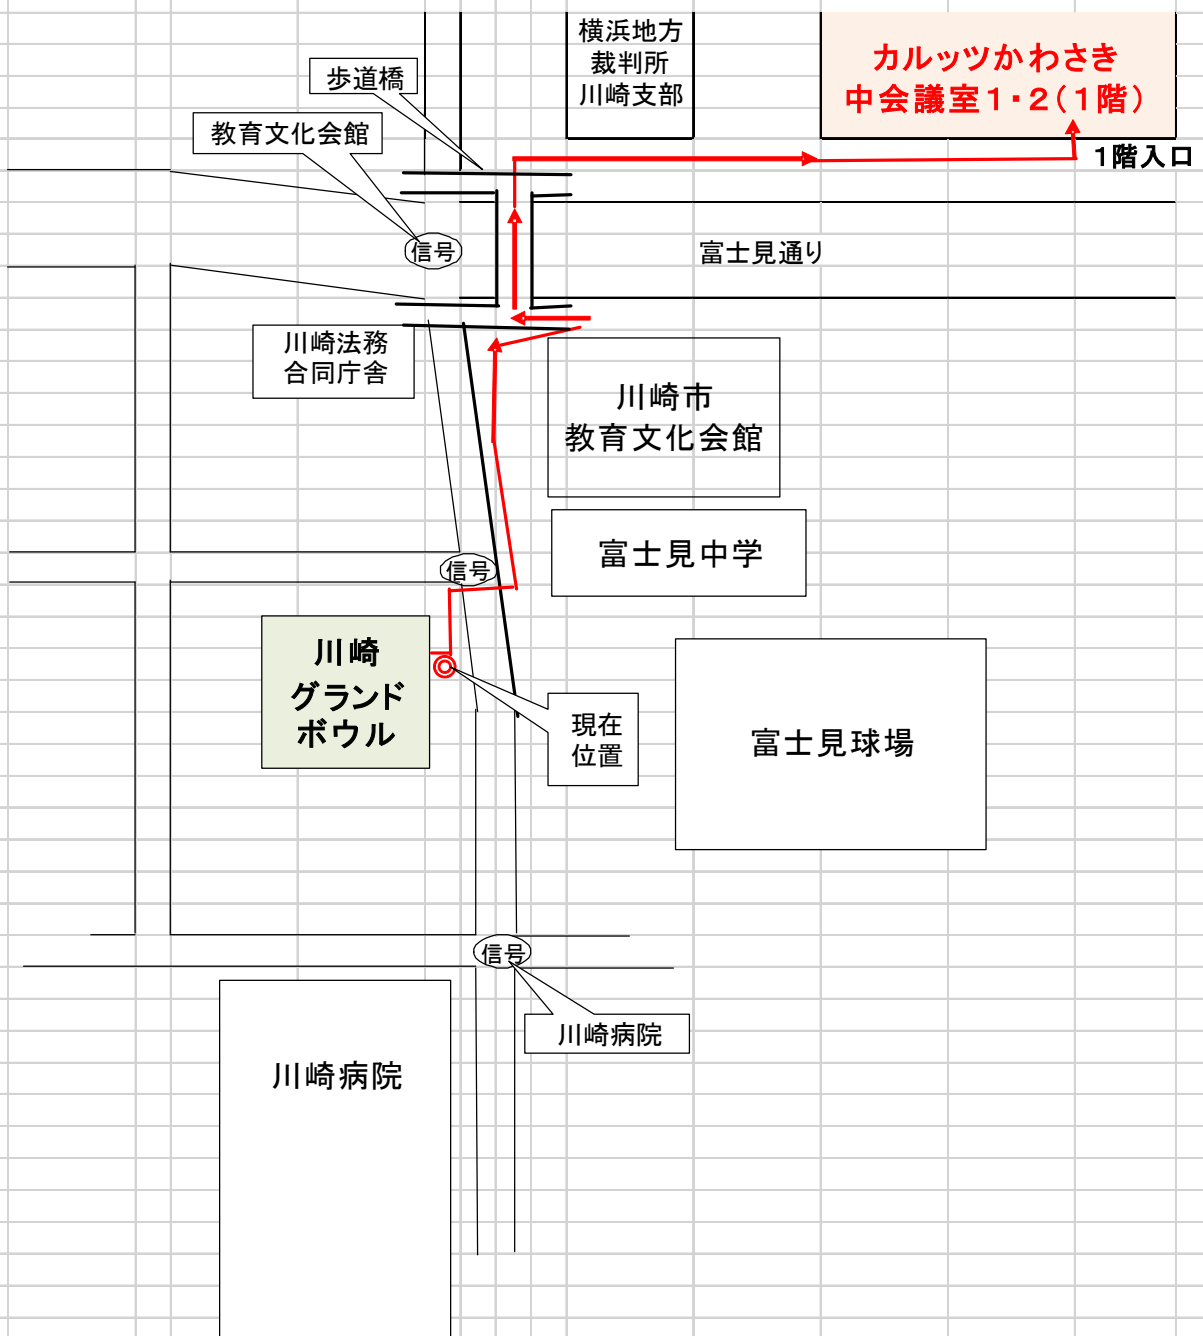 横浜地方
裁判所
川崎支部
カルッツかわさき
中会議室1・2(1階)
歩道橋
教育文化会館
1階入口
信号
富士見通り
川崎法務
合同庁舎
川崎市
教育文化会館
富士見中学
信号
川崎
グランド
ボウル
現在
位置
富士見球場
信号
川崎病院
川崎病院